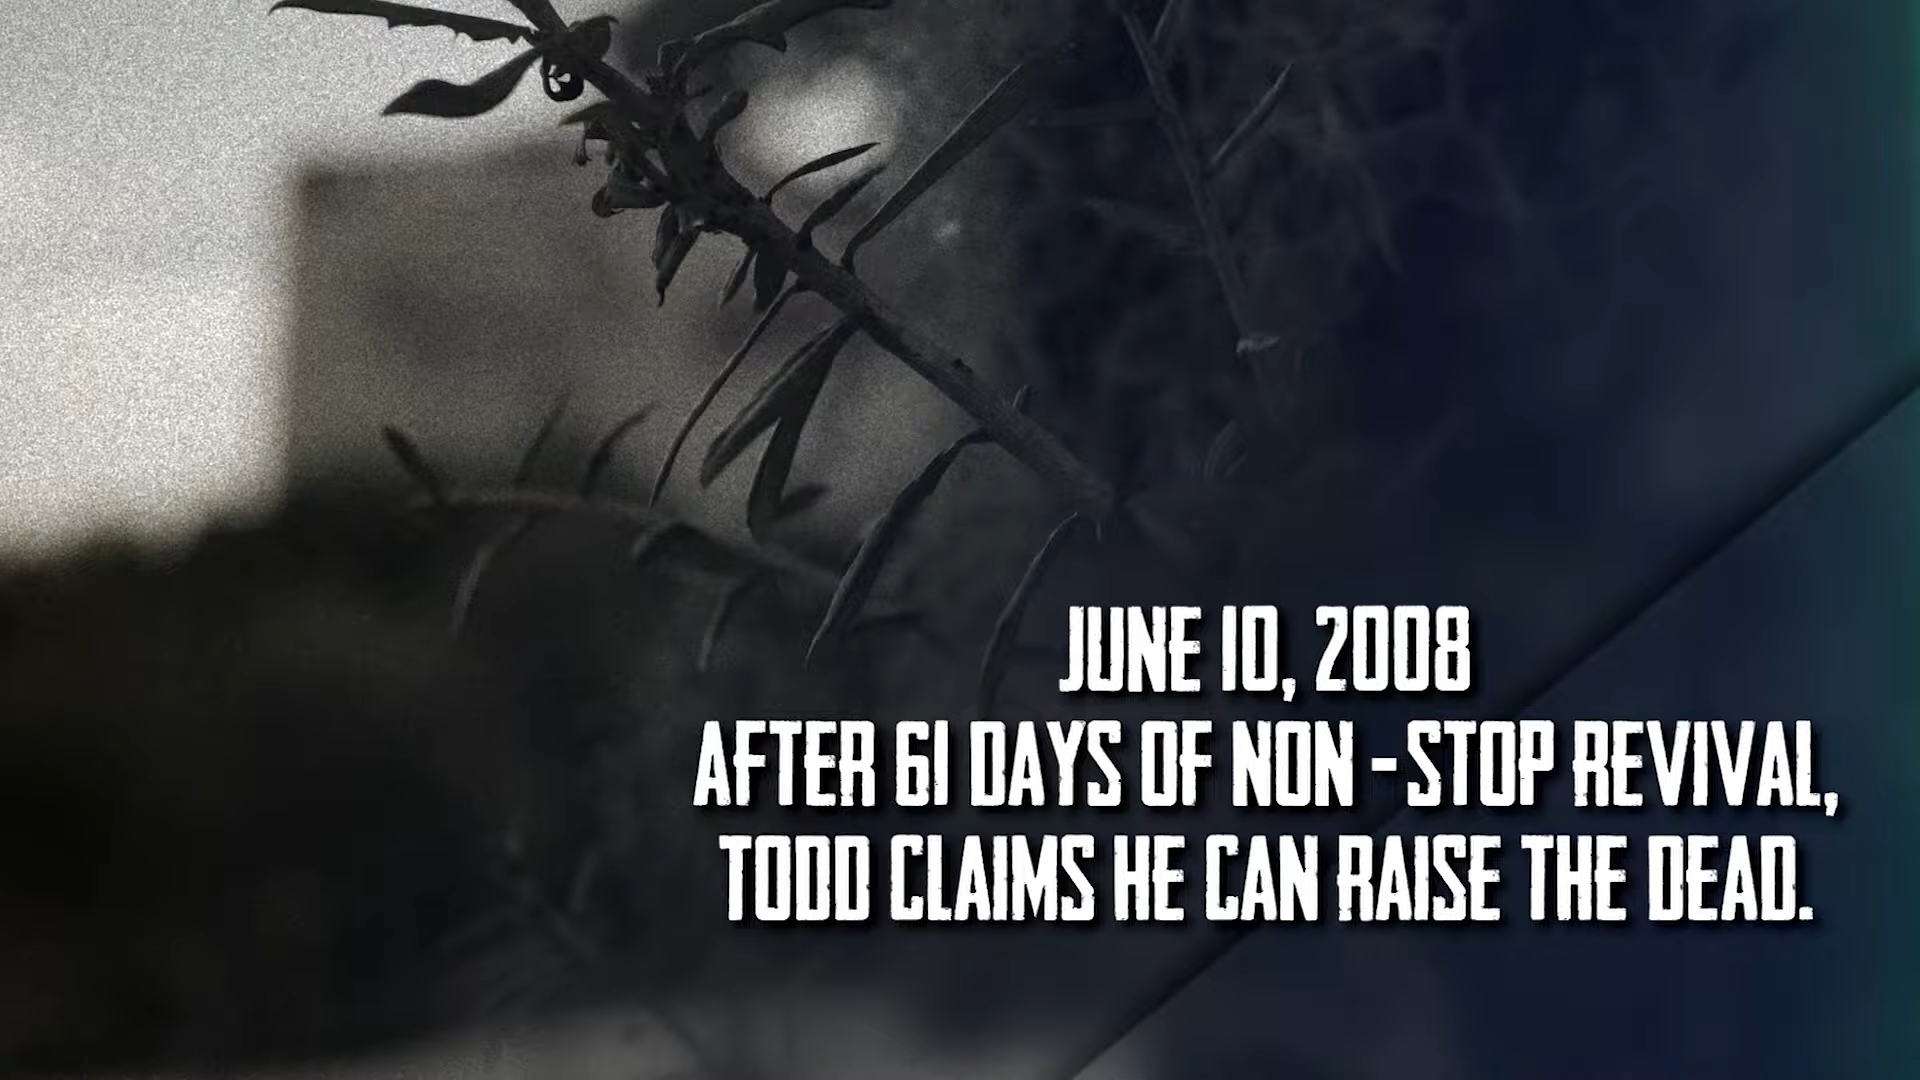 JUNE 10, 2008
AFTER 61 DAYS OF NON-STOP REVIVAL,
TODD CLAIMS HE CAN RAISE THE DEAD.